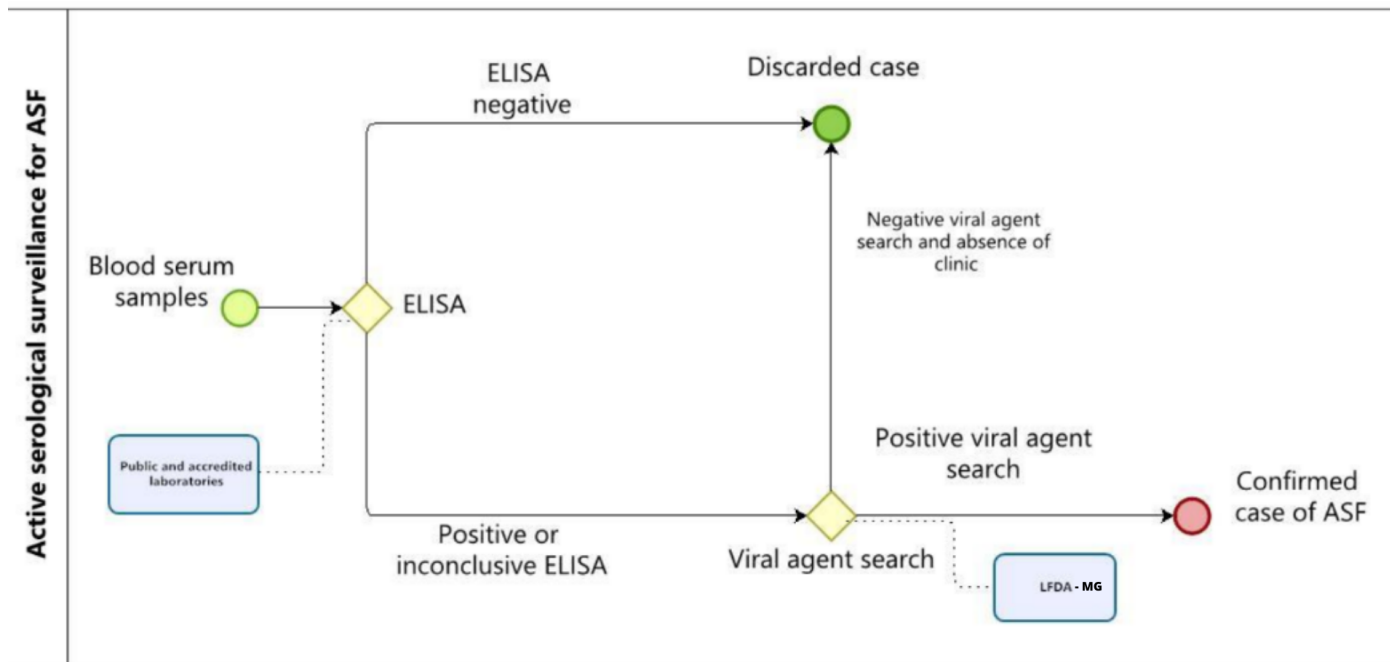 Active serological surveillance for ASF
ELISA
negative
Discarded case
Negative viral agent
search and absence of
clinic
Blood serum
samples
ELISA
Public and accredited
laboratories
Positive or
inconclusive ELISA
Viral agent search
Positive viral agent
search
Confirmed
case of ASF
LFDA - MG